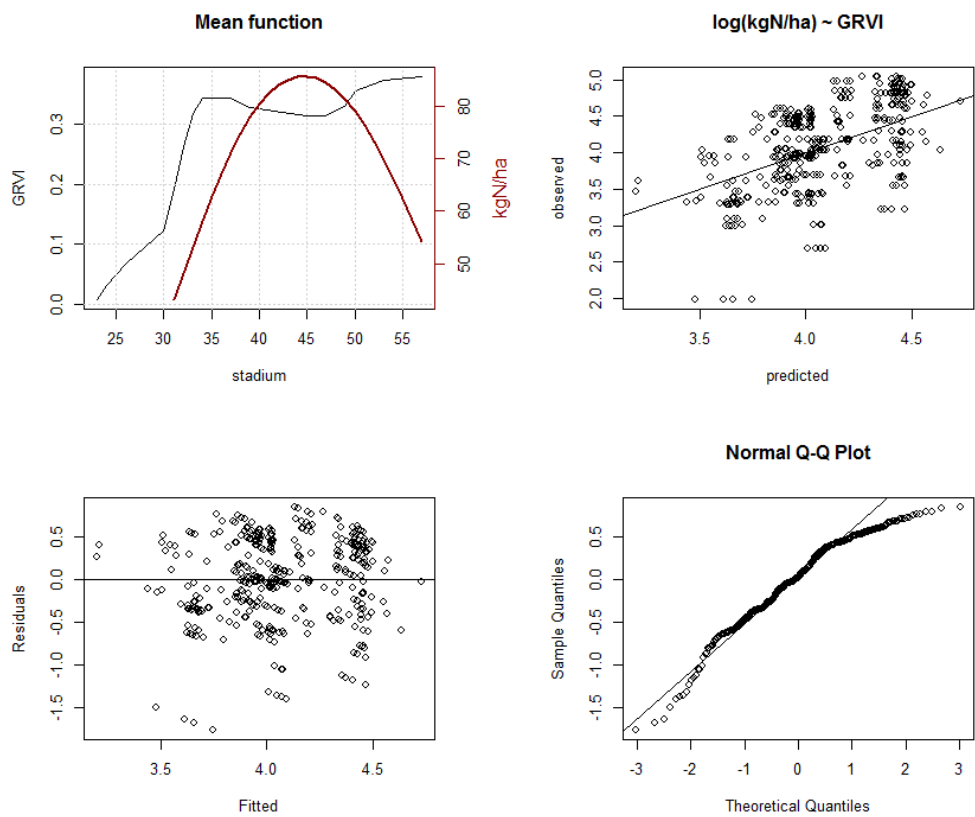 Mean function
GRVI
0.0 0.1 0.2 0.3
kgN/ha
50 60 70 80
25 30 35 40 45 50 55
stadium
log(kgN/ha) ~ GRVI
observed
2.0 2.5 3.0 3.5 4.0 4.5 5.0
3.5 4.0 4.5
predicted
Residuals
-1.5 -1.0 -0.5 0.0 0.5
3.5 4.0 4.5
Fitted
Normal Q-Q Plot
Sample Quantiles
-1.5 -1.0 -0.5 0.0 0.5
-3 -2 -1 0 1 2 3
Theoretical Quantiles